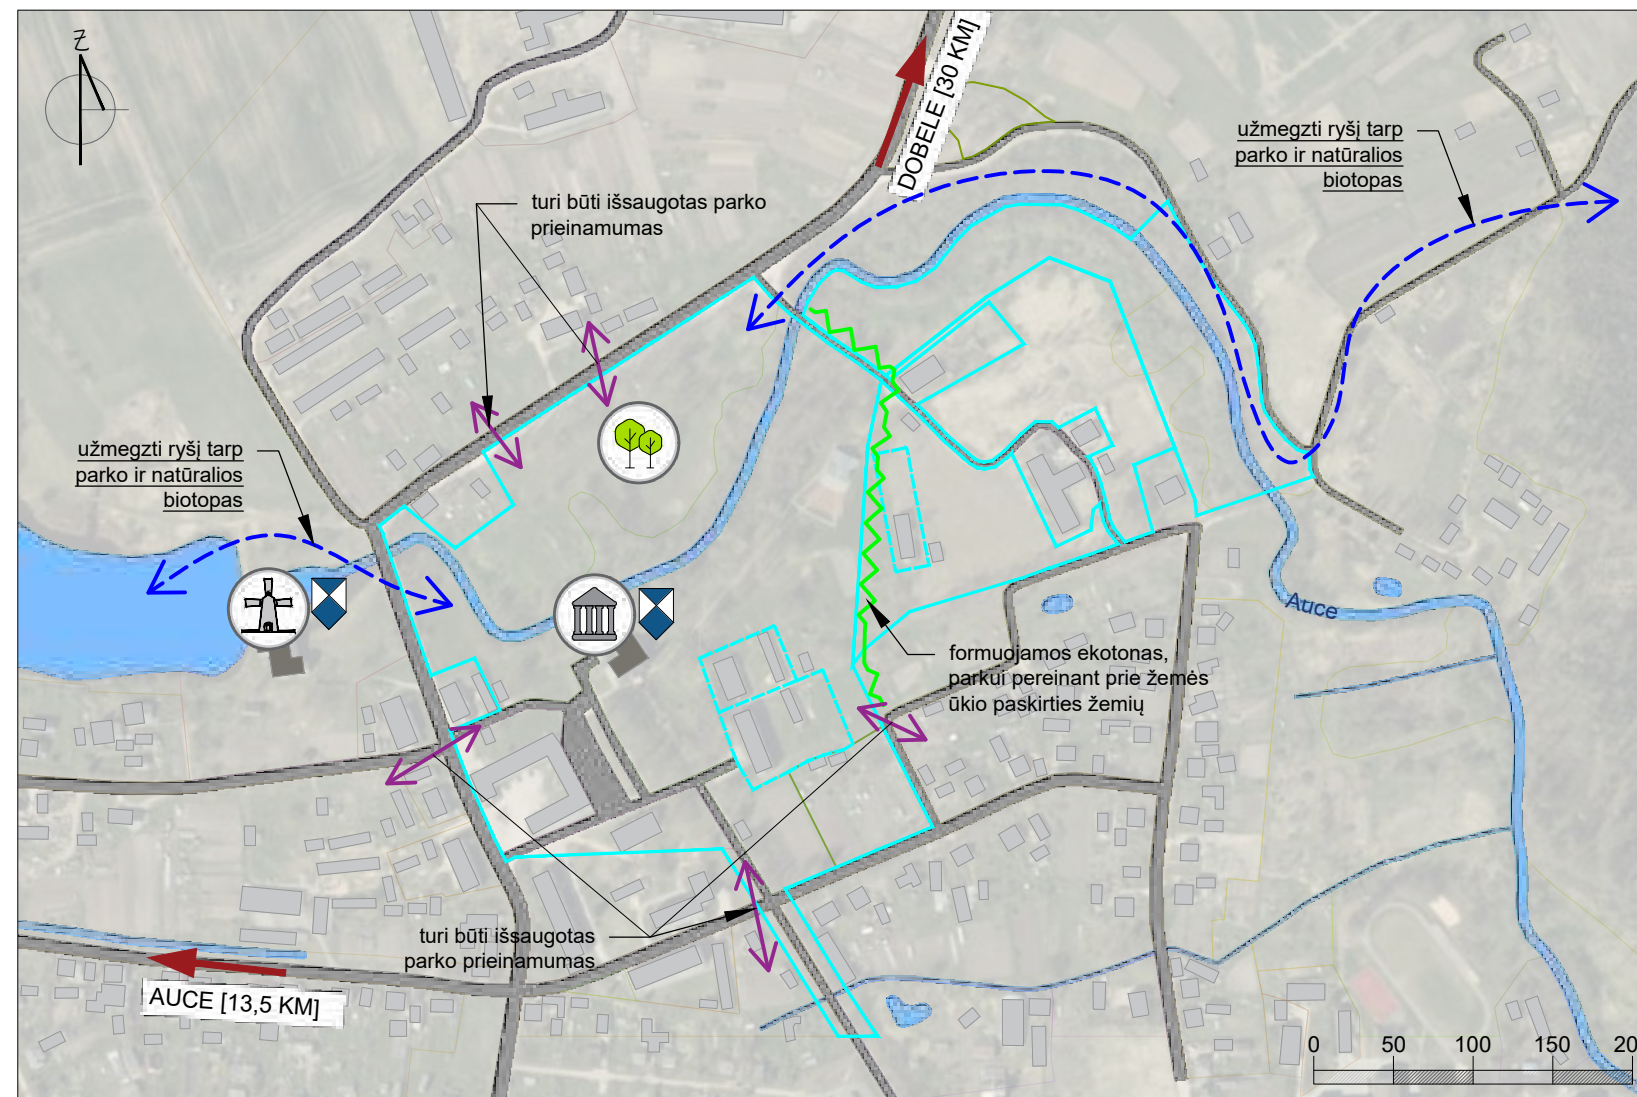 Z
DOBELE [30 KM]
užmegzti ryšį tarp
parko ir natūralios
biotopas
turi būti išsaugotas parko
prieinamumas
užmegzti ryšį tarp
parko ir natūralios
biotopas
Auce
formuojamos ekotonas,
parkui pereinant prie žemės
ūkio paskirties žemių
turi būti išsaugotas
parko prieinamumas
AUCE [13,5 KM]
0 50 100 150 20